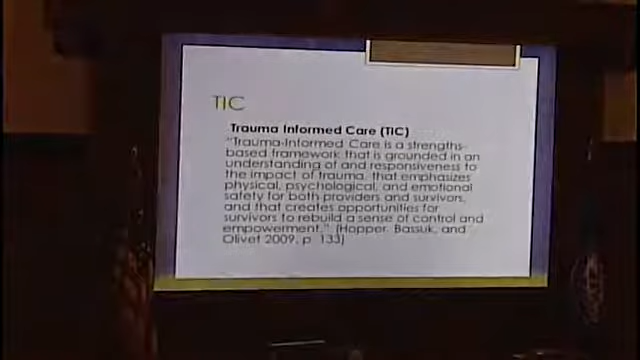 TIC
Trauma Informed Care (TIC)
"Trauma-Informed Care is a strengths-
based framework that is grounded in an
understanding of and responsiveness to
the impact of trauma, that emphasizes
physical, psychological, and emotional
safety for both providers and survivors,
and that creates opportunities for
survivors to rebuild a sense of control and
empowerment." (Hopper, Bassuk, and
Olivet 2009, p. 133)